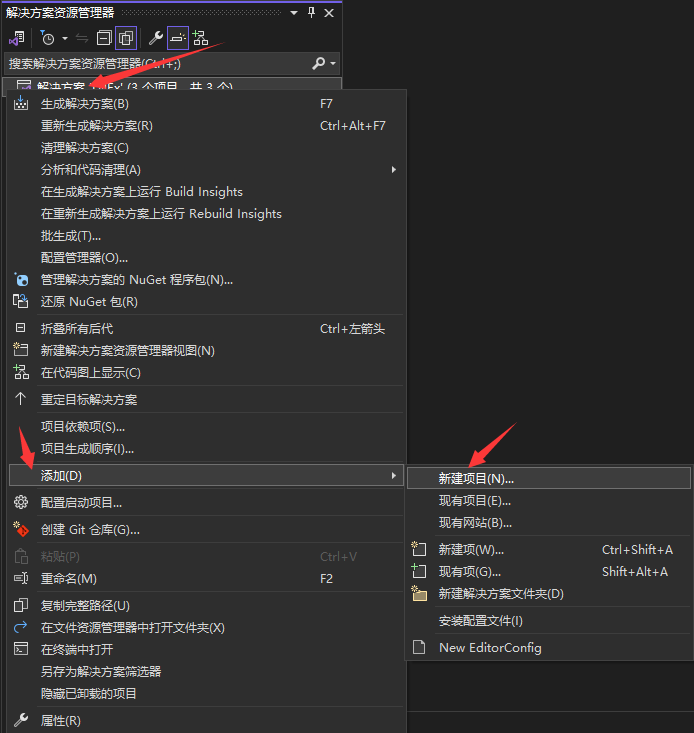 解决方案资源管理器
搜索解决方案资源管理器(Ctrl+;)
解决方案 (3 个项目，共 3 个)
生成解决方案(B) F7
重新生成解决方案(R) Ctrl+Alt+F7
清理解决方案(C)
分析和代码清理(A)
在生成解决方案上运行 Build Insights
在重新生成解决方案上运行 Rebuild Insights
批生成(T)...
配置管理器(O)...
管理解决方案的 NuGet 程序包(N)...
还原 NuGet 包(R)
折叠所有后代 Ctrl+左箭头
新建解决方案资源管理器视图(N)
在代码图上显示(C)
重定目标解决方案
项目依赖项(S)...
项目生成顺序(I)...
添加(D)
配置启动项目...
创建 Git 仓库(G)...
粘贴(P) Ctrl+V
重命名(M) F2
复制完整路径(U)
在文件资源管理器中打开文件夹(X)
在终端中打开
另存为解决方案筛选器
隐藏已卸载的项目
属性(R)
新建项目(N)...
现有项目(E)...
现有网站(B)...
新建项(W)... Ctrl+Shift+A
现有项(G)... Shift+Alt+A
新建解决方案文件夹(D)
安装配置文件(I)
New EditorConfig